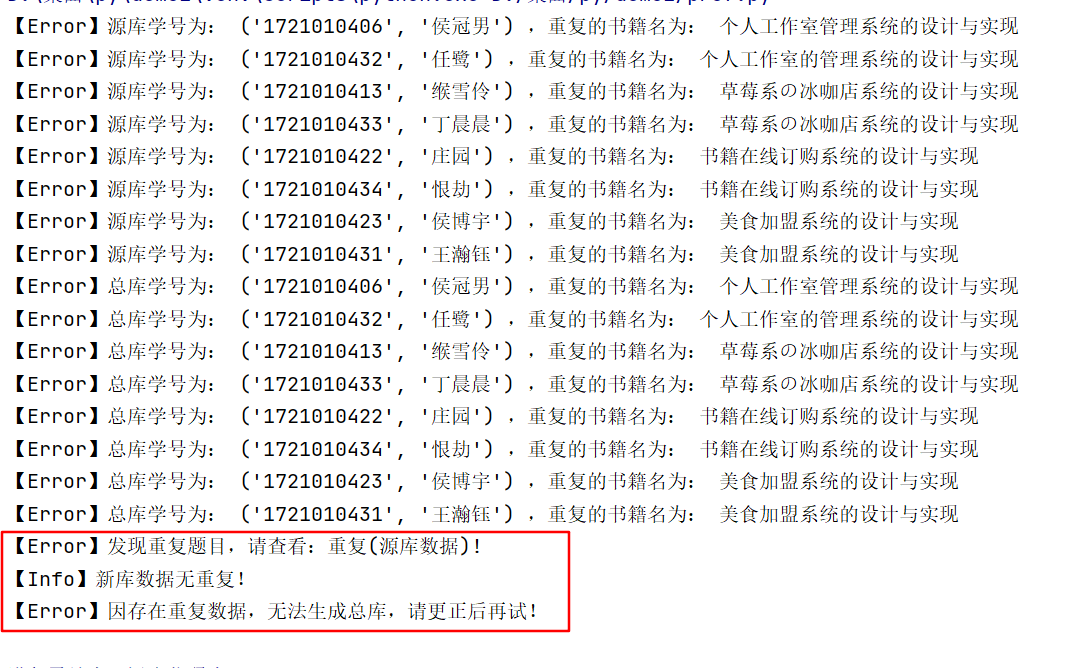 【Error】源库学号为： ('1721010406', '侯冠男') ，重复的书籍名为： 个人工作室管理系统的设计与实现
【Error】源库学号为： ('1721010432', '任鹭') ，重复的书籍名为： 个人工作室的管理系统的设计与实现
【Error】源库学号为： ('1721010413', '缑雪伶') ，重复的书籍名为： 草莓系の冰咖店系统的设计与实现
【Error】源库学号为： ('1721010433', '丁晨晨') ，重复的书籍名为： 草莓系の冰咖店系统的设计与实现
【Error】源库学号为： ('1721010422', '庄园') ，重复的书籍名为： 书籍在线订购系统的设计与实现
【Error】源库学号为： ('1721010434', '恨劫') ，重复的书籍名为： 书籍在线订购系统的设计与实现
【Error】源库学号为： ('1721010423', '侯博宇') ，重复的书籍名为： 美食加盟系统的设计与实现
【Error】源库学号为： ('1721010431', '王瀚钰') ，重复的书籍名为： 美食加盟系统的设计与实现
【Error】总库学号为： ('1721010406', '侯冠男') ，重复的书籍名为： 个人工作室管理系统的设计与实现
【Error】总库学号为： ('1721010432', '任鹭') ，重复的书籍名为： 个人工作室的管理系统的设计与实现
【Error】总库学号为： ('1721010413', '缑雪伶') ，重复的书籍名为： 草莓系の冰咖店系统的设计与实现
【Error】总库学号为： ('1721010433', '丁晨晨') ，重复的书籍名为： 草莓系の冰咖店系统的设计与实现
【Error】总库学号为： ('1721010422', '庄园') ，重复的书籍名为： 书籍在线订购系统的设计与实现
【Error】总库学号为： ('1721010434', '恨劫') ，重复的书籍名为： 书籍在线订购系统的设计与实现
【Error】总库学号为： ('1721010423', '侯博宇') ，重复的书籍名为： 美食加盟系统的设计与实现
【Error】总库学号为： ('1721010431', '王瀚钰') ，重复的书籍名为： 美食加盟系统的设计与实现
【Error】发现重复题目，请查看：重复(源库数据)！
【Info】新库数据无重复！
【Error】因存在重复数据，无法生成总库，请更正后再试！